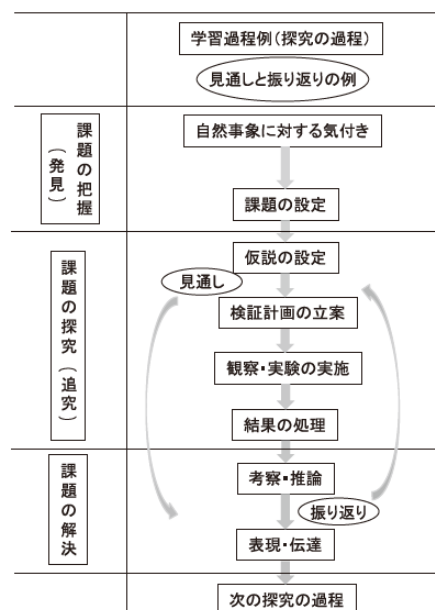 学習過程例（探究の過程）
見通しと振り返りの例
課題の把握
（発見）
自然事象に対する気付き
課題の設定
課題の探究（追究）
仮説の設定
見通し
検証計画の立案
観察・実験の実施
結果の処理
課題の解決
考察・推論
振り返り
表現・伝達
次の探究の過程